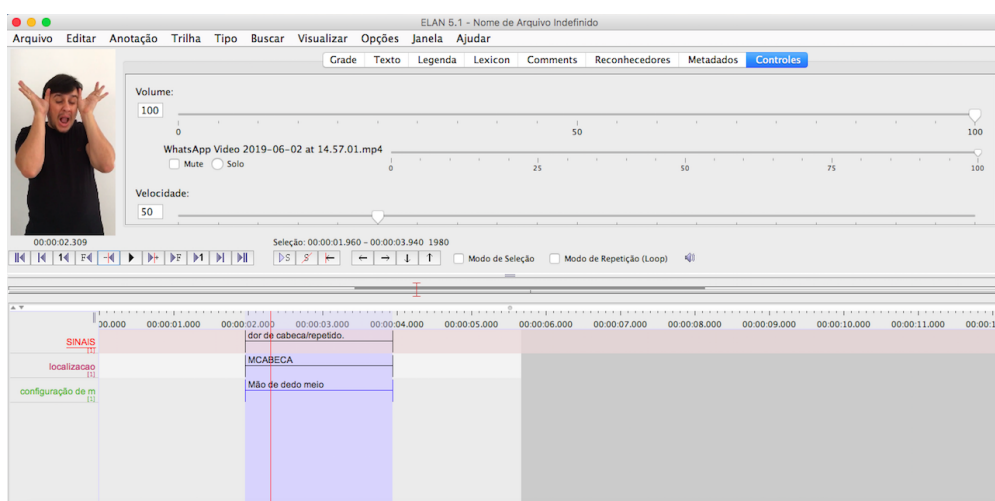 ELAN 5.1 - Nome de Arquivo Indefinido
Arquivo Editar Anotação Trilha Tipo Buscar Visualizar Opções Janela Ajudar
Grade Texto Legenda Lexicon Comments Reconhecedores Metadados Controles
Volume:
100
0 50 100
WhatsApp Video 2019-06-02 at 14.57.01.mp4
Mute Solo
0 25 50 75 100
Velocidade:
50
00:00:02.309 Seleção: 00:00:01.960 - 00:00:03.940 1980
1 F F 1 DS S Modo de Seleção Modo de Repetição (Loop)
00.000 00:00:01.000 00:00:02.000 00:00:03.000 00:00:04.000 00:00:05.000 00:00:06.000 00:00:07.000 00:00:08.000 00:00:09.000 00:00:10.000 00:00:11.000 00:00:1
SINAIS dor de cabeca/repetido.
[1]
localizacao MCABECA
[1]
configuração de m Mão de dedo meio
[1]